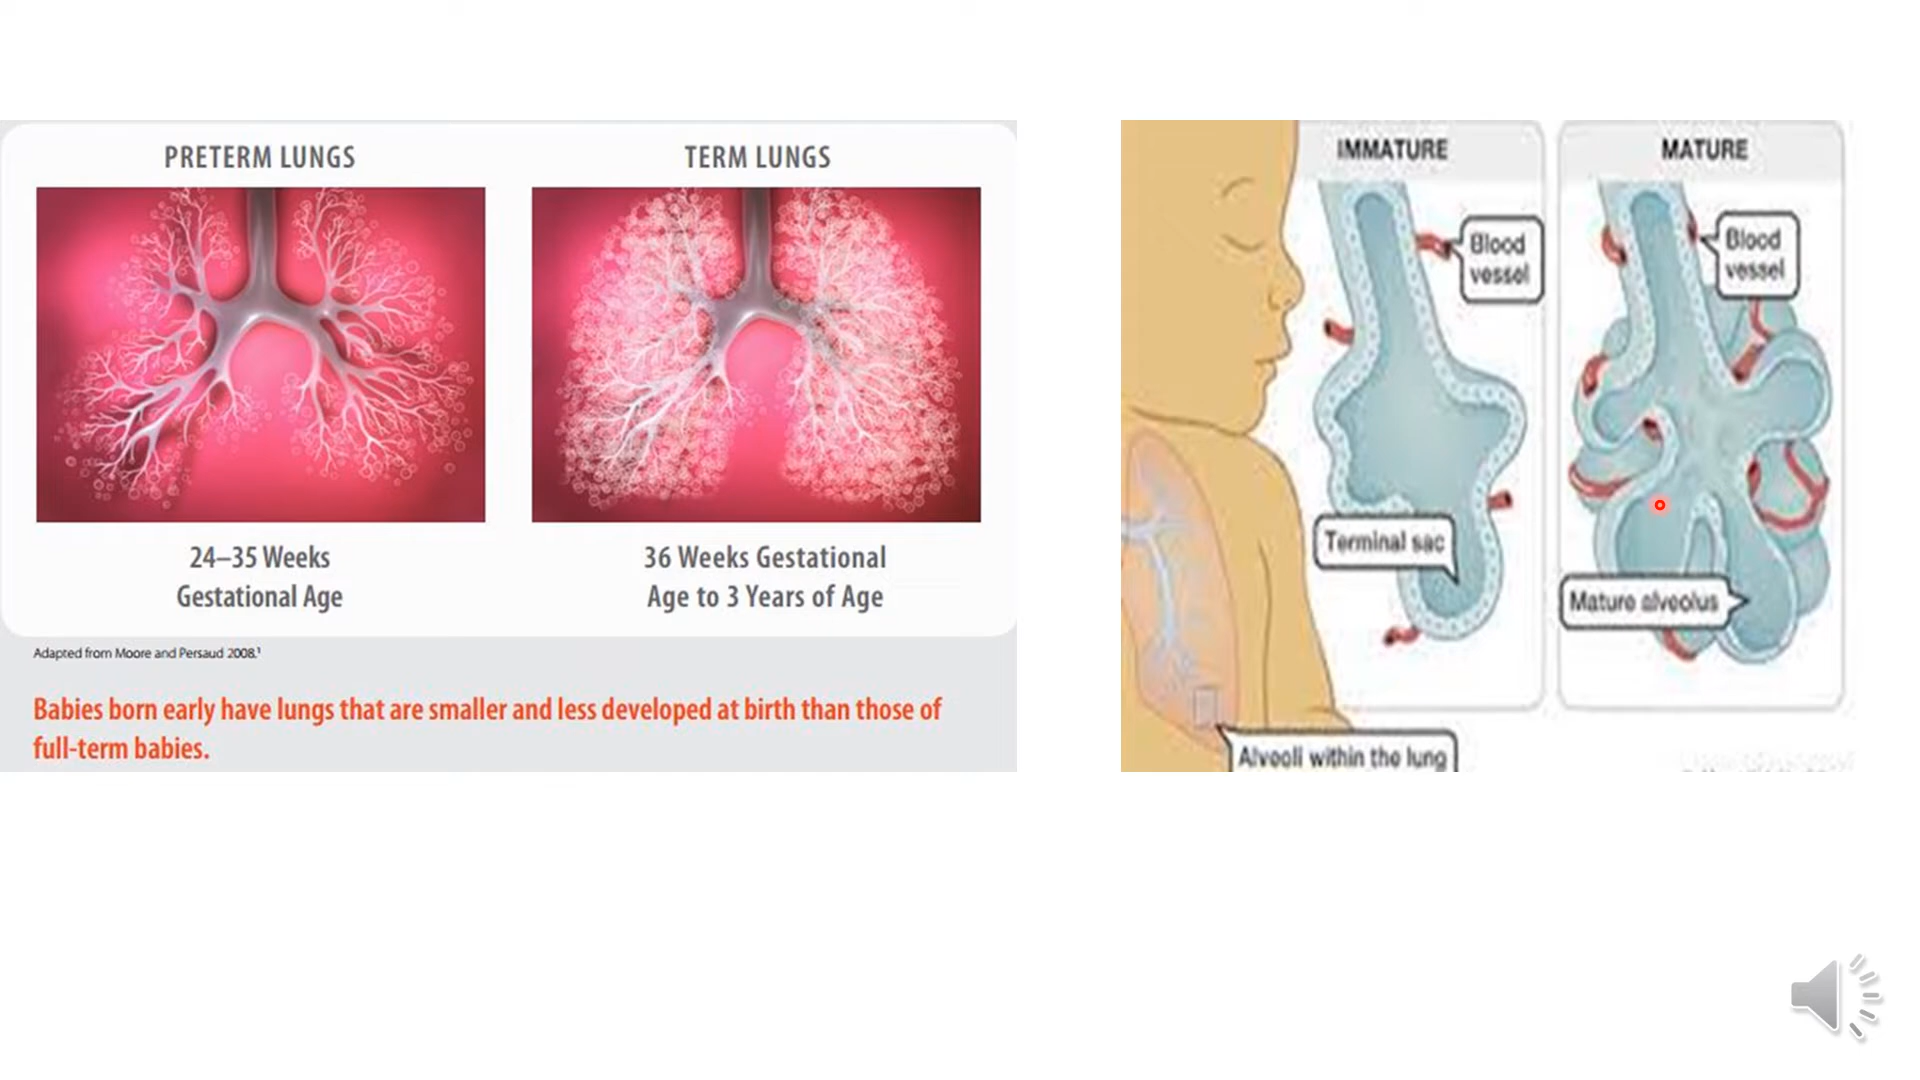 PRETERM LUNGS
TERM LUNGS
24–35 Weeks
Gestational Age
36 Weeks Gestational
Age to 3 Years of Age
Adapted from Moore and Persaud 2008.¹
Babies born early have lungs that are smaller and less developed at birth than those of
full-term babies.
IMMATURE
MATURE
Blood
vessel
Blood
vessel
Terminal sac
Mature alveolus
Alveoli within the lung